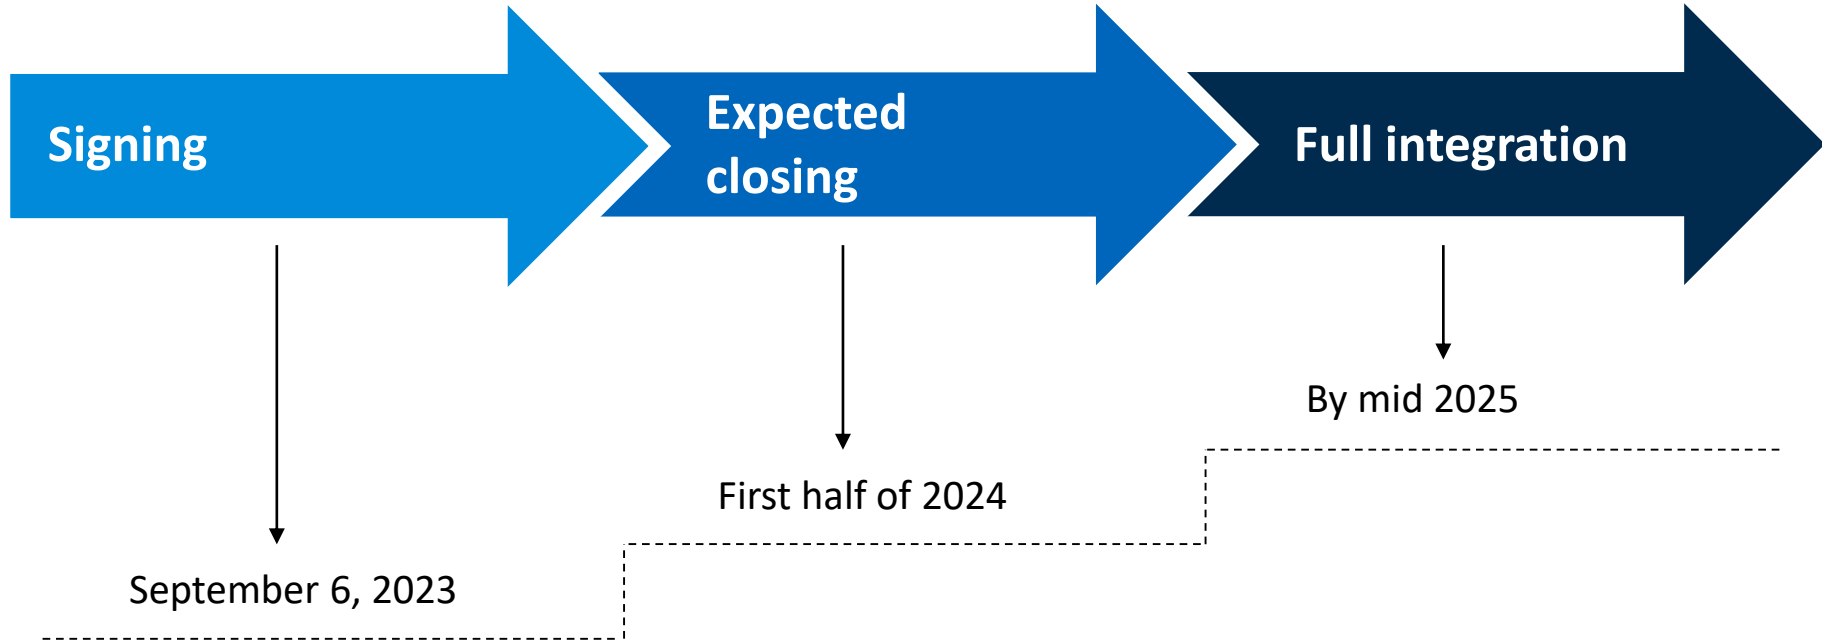 Signing
Expected
closing
Full integration
By mid 2025
First half of 2024
September 6, 2023